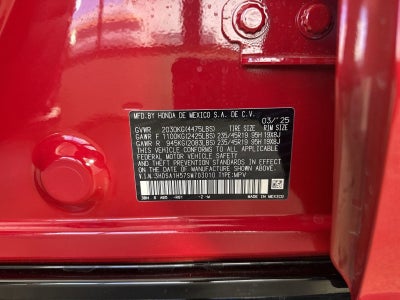 MFD. BY HONDA DE MEXICO S.A. DE C.V. 03/'25
GVWR 2030KG(4475LBS) TIRE SIZE RIM SIZE
GAWR F 1100KG(2425LBS) 235/45R19 95H 19X8J
GAWR R 945KG(2083LBS) 235/45R19 95H 19X8J
THIS VEHICLE CONFORMS TO ALL APPLICABLE
FEDERAL MOTOR VEHICLE
SAFETY AND THEFT PREVENTION STANDARDS IN
EFFECT ON THE DATE OF MANUFACTURE SHOWN ABOVE.
TYPE:MPV
MADE IN MEXICO